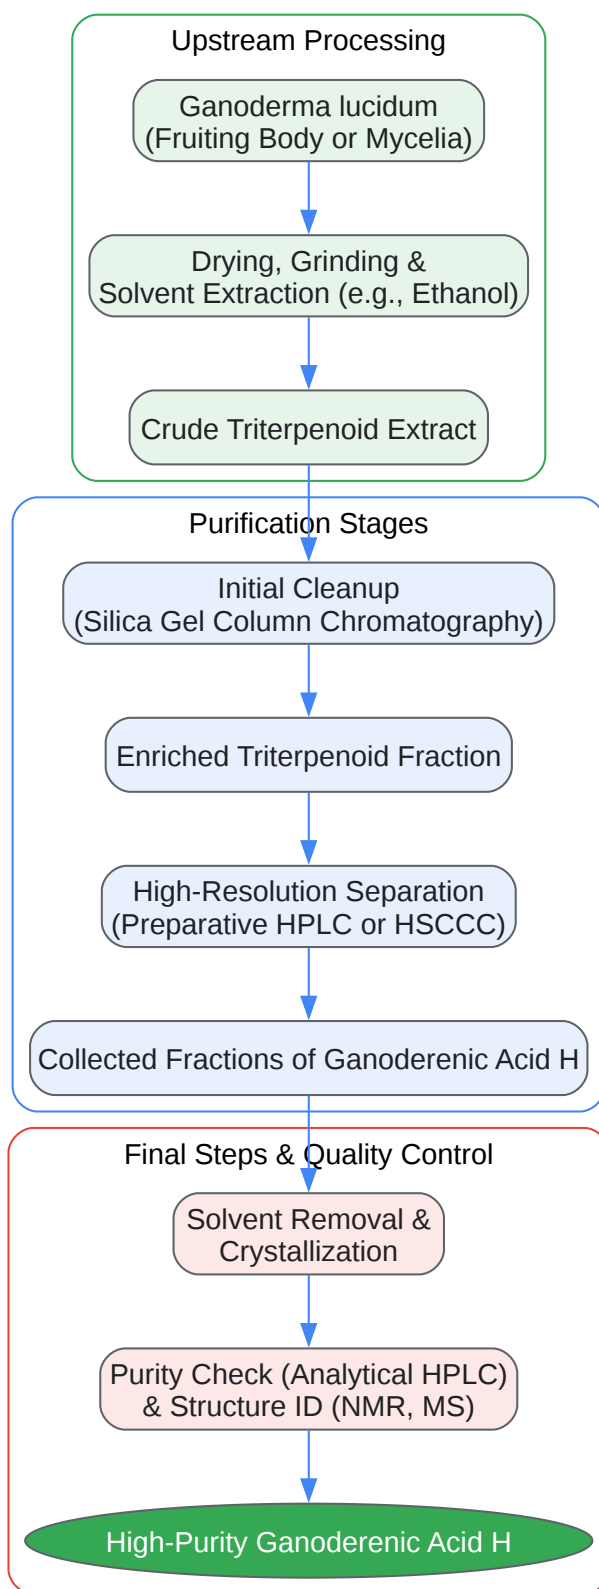 Upstream Processing
Ganoderma lucidum
(Fruiting Body or Mycelia)
Drying, Grinding &
Solvent Extraction (e.g., Ethanol)
Crude Triterpenoid Extract
Purification Stages
Initial Cleanup
(Silica Gel Column Chromatography)
Enriched Triterpenoid Fraction
High-Resolution Separation
(Preparative HPLC or HSCCC)
Collected Fractions of Ganoderenic Acid H
Final Steps & Quality Control
Solvent Removal &
Crystallization
Purity Check (Analytical HPLC)
& Structure ID (NMR, MS)
High-Purity Ganoderenic Acid H